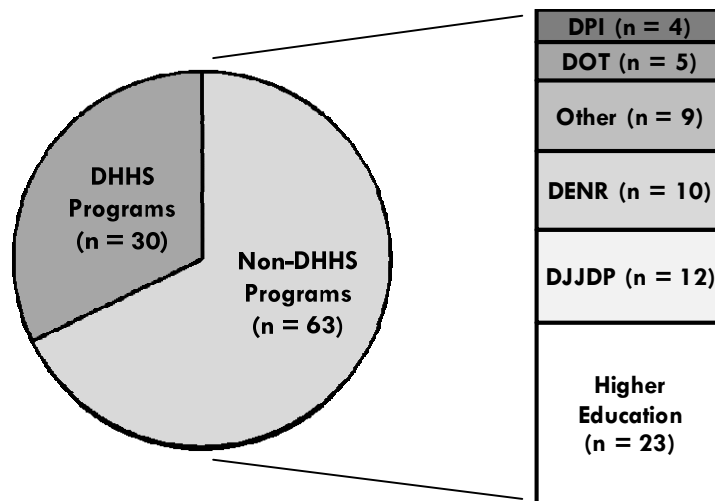 DHHS
Programs
(n = 30)
Non-DHHS
Programs
(n = 63)
DPI (n = 4)
DOT (n = 5)
Other (n = 9)
DENR (n = 10)
DJJDP (n = 12)
Higher
Education
(n = 23)